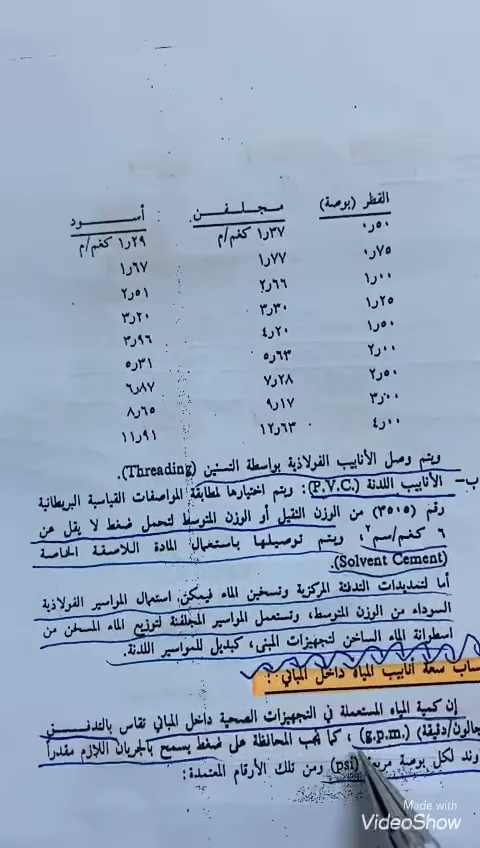 القطر (بوصة) مجلفن أسود
٠٫٥٠ ١٫٣٧ كغم/م ١٫٢٩ كغم/م
٠٫٧٥ ١٫٧٧ ١٫٦٧
١٫٠٠ ٢٫٦٦ ٢٫٥١
١٫٢٥ ٣٫٣٠ ٣٫٢٠
١٫٥٠ ٤٫٢٠ ٣٫٩٦
٢٫٠٠ ٥٫٦٣ ٥٫٣١
٢٫٥٠ ٧٫٢٨ ٦٫٨٧
٣٫٠٠ ٩٫١٧ ٨٫٦٥
٤٫٠٠ ١٢٫٦٣ ١١٫٩١
ويتم وصل الأنابيب الفولاذية بواسطة التسنين (Threading).
ب- الأنابيب اللدنة (P.V.C.): ويتم اختيارها لمطابقة المواصفات القياسية البريطانية
رقم (٣٥٠٥) من الوزن الثقيل أو الوزن المتوسط لتحمل ضغط لا يقل عن
٦ كغم/سم٢، ويتم توصيلها باستعمال المادة اللاصقة الخاصة
(Solvent Cement).
أما لتمديدات التدفئة المركزية وتسخين الماء فيمكن استعمال المواسير الفولاذية
السوداء من الوزن المتوسط، وتستعمل المواسير المجلفنة لتوزيع الماء المسخن من
اسطوانة الماء الساخن لتجهيزات المبنى، كبديل للمواسير اللدنة.
ساب سعة أنابيب المياه داخل المباني:
إن كمية المياه المستعملة في التجهيزات الصحية داخل المباني تقاس بالتدفق
جالون/دقيقة (g.p.m.)، كما يجب المحافظة على ضغط يسمح بالجريان اللازم مقدراً
اوند لكل بوصة (psi) ومن تلك الأرقام المعتمدة:
Made with
VideoShow